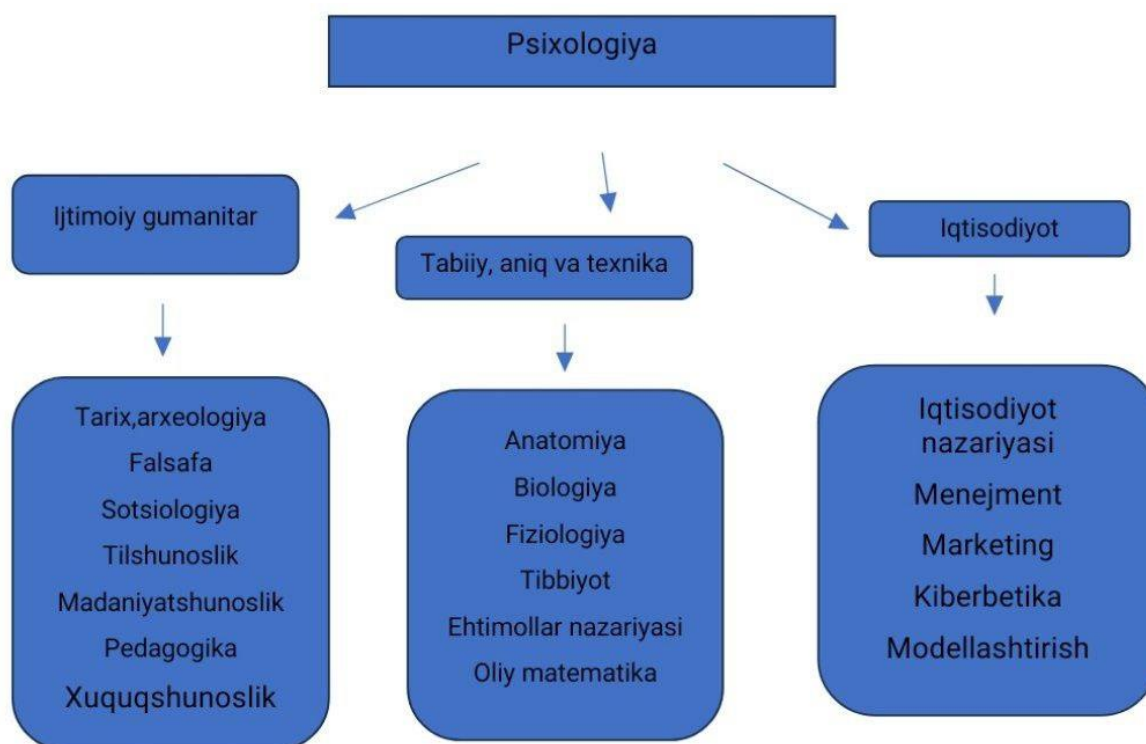 Psixologiya
Ijtimoiy gumanitar
Tabiiy, aniq va texnika
Iqtisodiyot
Tarix,arxeologiya
Falsafa
Sotsiologiya
Tilshunoslik
Madaniyatshunoslik
Pedagogika
Xuquqshunoslik
Anatomiya
Biologiya
Fiziologiya
Tibbiyot
Ehtimollar nazariyasi
Oliy matematika
Iqtisodiyot
nazariyasi
Menejment
Marketing
Kiberbetika
Modellashtirish